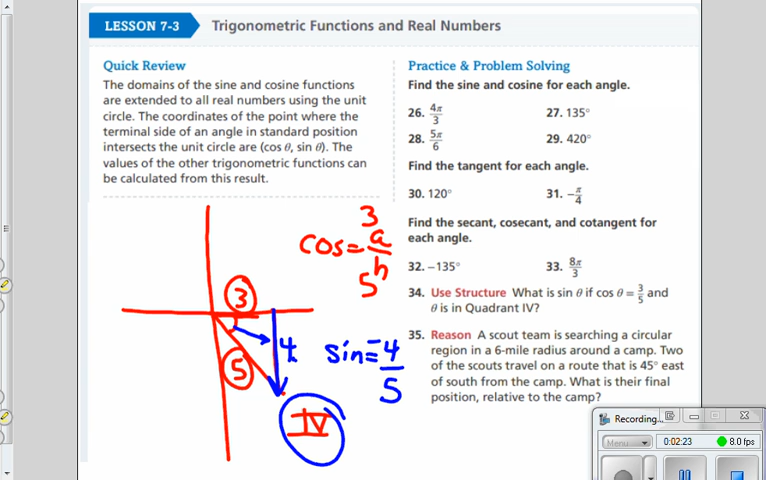 LESSON 7-3 Trigonometric Functions and Real Numbers
Quick Review
The domains of the sine and cosine functions
are extended to all real numbers using the unit
circle. The coordinates of the point where the
terminal side of an angle in standard position
intersects the unit circle are (cos θ, sin θ). The
values of the other trigonometric functions can
be calculated from this result.
Practice & Problem Solving
Find the sine and cosine for each angle.
26. 4π/3 27. 135°
28. 5π/6 29. 420°
Find the tangent for each angle.
30. 120° 31. −π/4
Find the secant, cosecant, and cotangent for
each angle.
32. −135° 33. 8π/3
34. Use Structure What is sin θ if cos θ = 3/5 and
θ is in Quadrant IV?
35. Reason A scout team is searching a circular
region in a 6-mile radius around a camp. Two
of the scouts travel on a route that is 45° east
of south from the camp. What is their final
position, relative to the camp?
3
cos = a/h
5
3
4
5
sin = -4/5
IV
Recording...
Menu 0:02:23 8.0 fps